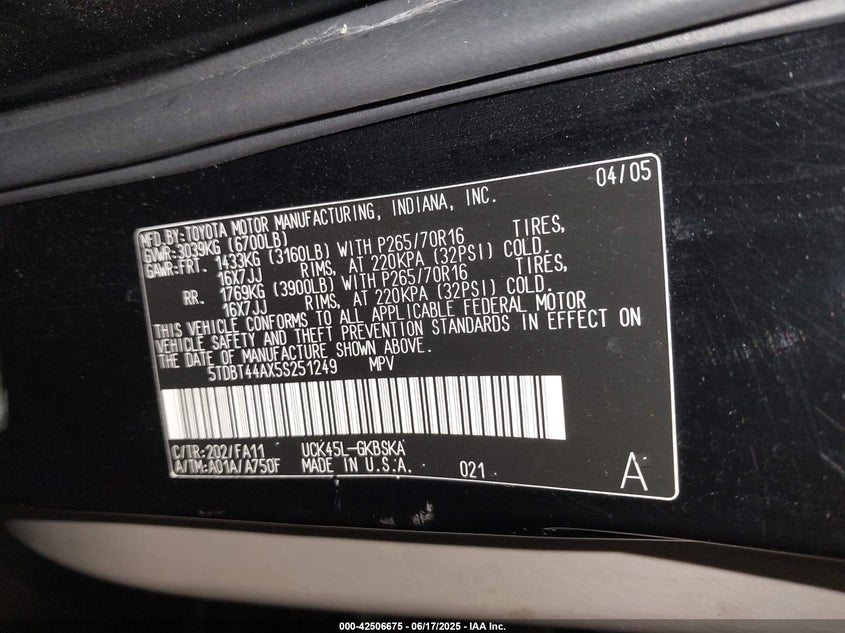 04/05
MFD.BY:TOYOTA MOTOR MANUFACTURING, INDIANA, INC.
GVWR:3039KG (6700LB)
GAWR:FRT. 1433KG (3160LB) WITH P265/70R16 TIRES,
16X7JJ RIMS, AT 220KPA (32PSI) COLD.
RR. 1769KG (3900LB) WITH P265/70R16 TIRES,
16X7JJ RIMS, AT 220KPA (32PSI) COLD.
THIS VEHICLE CONFORMS TO ALL APPLICABLE FEDERAL MOTOR
VEHICLE SAFETY AND THEFT PREVENTION STANDARDS IN EFFECT ON
THE DATE OF MANUFACTURE SHOWN ABOVE.
5TDBT44AX5S251249 MPV
C/TR:202/FA11 UCK45L-GKBSKA
A/TM:A01A/A750F MADE IN U.S.A. 021 A
000-42506675 - 06/17/2025 - IAA Inc.